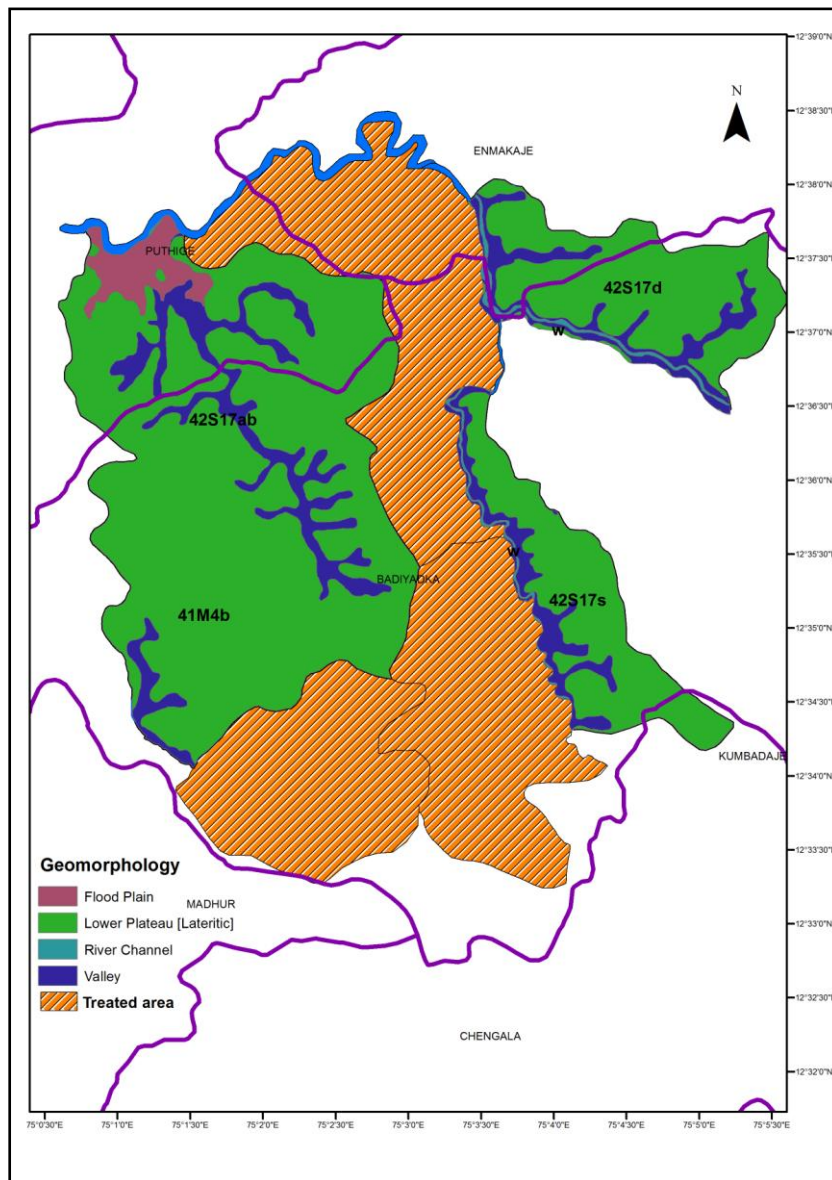 12°39'0"N
12°38'30"N
N
ENMAKAJE
12°38'0"N
PUTHIGE
12°37'30"N
42S17d
12°37'0"N
w
12°36'30"N
42S17ab
12°36'0"N
12°35'30"N
w
BADIYADKA
42S17s
41M4b
12°35'0"N
12°34'30"N
KUMBADAJE
12°34'0"N
12°33'30"N
Geomorphology
Flood Plain
MADHUR
Lower Plateau [Lateritic]
12°33'0"N
River Channel
Valley
Treated area
12°32'30"N
CHENGALA
12°32'0"N
75°0'30"E 75°1'0"E 75°1'30"E 75°2'0"E 75°2'30"E 75°3'0"E 75°3'30"E 75°4'0"E 75°4'30"E 75°5'0"E 75°5'30"E